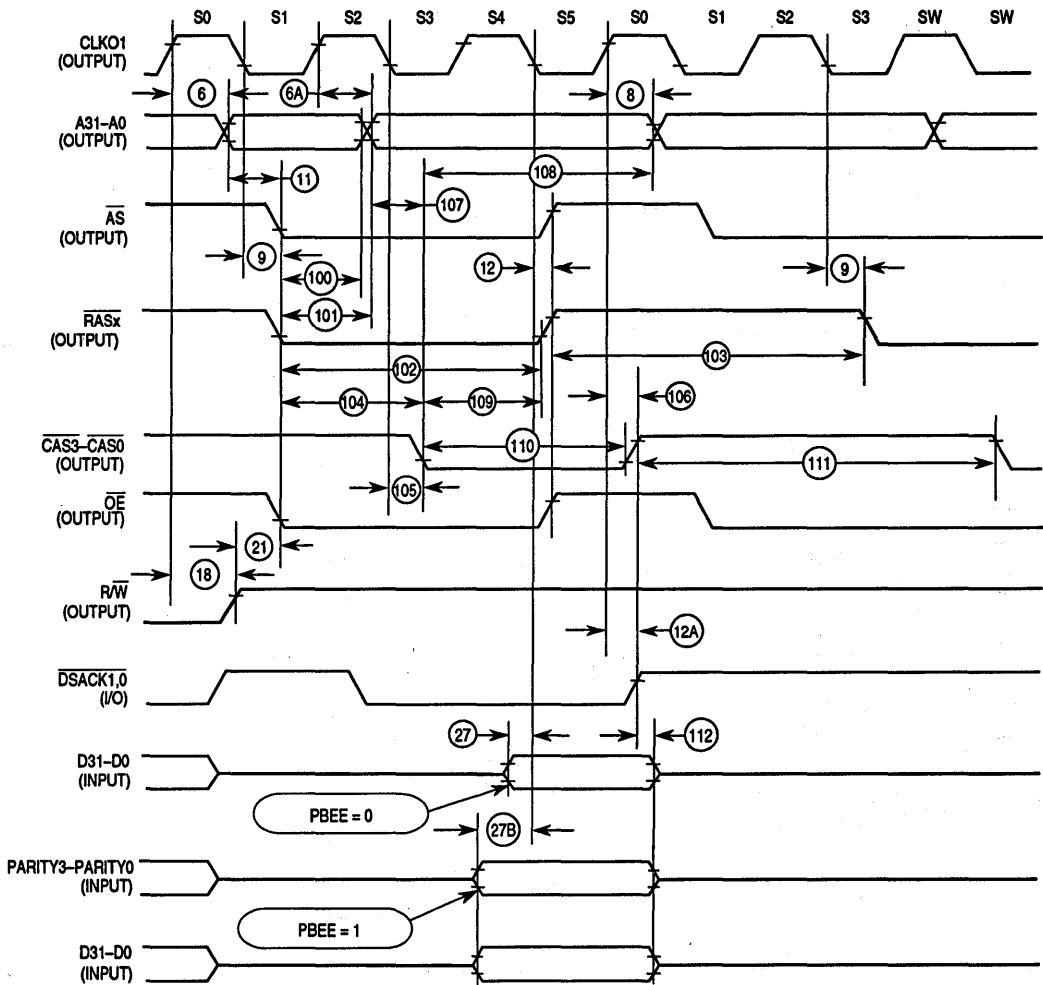 S0 S1 S2 S3 S4 S5 S0 S1 S2 S3 SW SW
CLKO1
(OUTPUT)
6 6A 8
A31–A0
(OUTPUT)
108
11
107
AS
(OUTPUT)
9 12 9
100
101
RASx
(OUTPUT)
103
102
104 109 106
CAS3–CAS0
(OUTPUT)
110
111
105
OE
(OUTPUT)
21
18
R/W
(OUTPUT)
12A
DSACK1,0
(I/O)
27 112
D31–D0
(INPUT)
PBEE = 0
27B
PARITY3–PARITY0
(INPUT)
PBEE = 1
D31–D0
(INPUT)